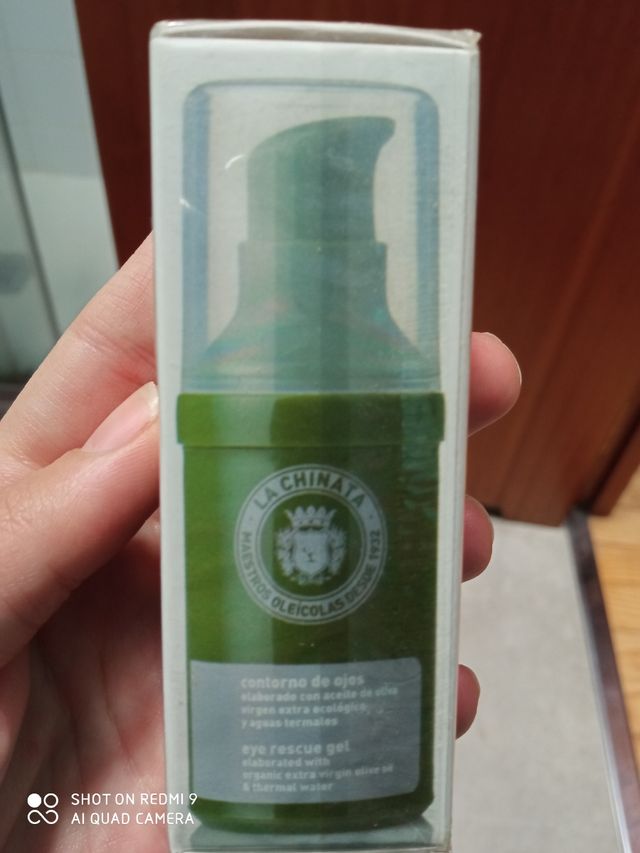 LA CHINATA
MAESTROS OLEÍCOLAS DESDE 1932
contorno de ojos
elaborado con aceite de oliva
virgen extra ecológico
y aguas termales
eye rescue gel
elaborated with
organic extra virgin olive oil
& thermal water
SHOT ON REDMI 9
AI QUAD CAMERA